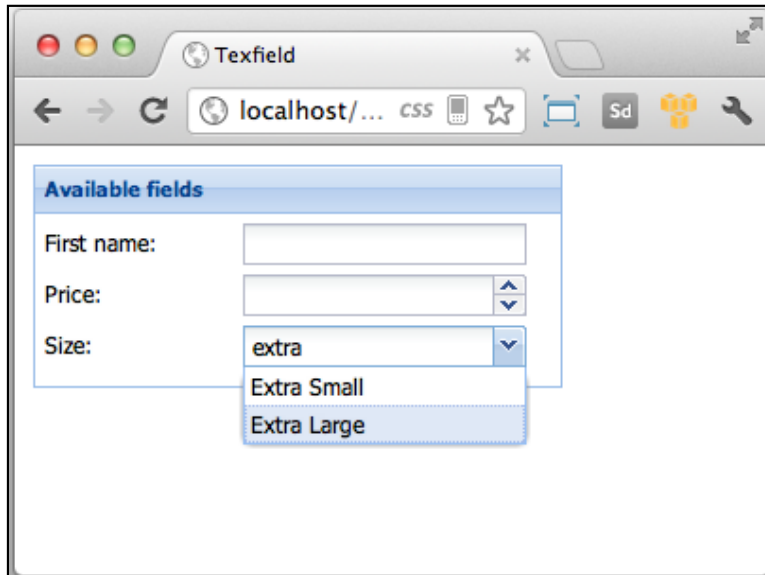 Texfield
localhost/... css
Sd
Available fields
First name:
Price:
Size:
extra
Extra Small
Extra Large